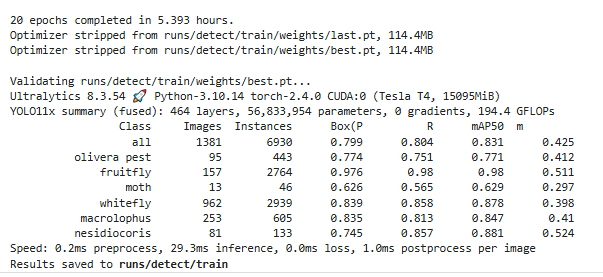 20 epochs completed in 5.393 hours.
Optimizer stripped from runs/detect/train/weights/last.pt, 114.4MB
Optimizer stripped from runs/detect/train/weights/best.pt, 114.4MB
Validating runs/detect/train/weights/best.pt...
Ultralytics 8.3.54 🚀 Python-3.10.14 torch-2.4.0 CUDA:0 (Tesla T4, 15095MiB)
YOLO11x summary (fused): 464 layers, 56,833,954 parameters, 0 gradients, 194.4 GFLOPs
Class Images Instances Box(P R mAP50 m
all 1381 6930 0.799 0.804 0.831 0.425
olivera pest 95 443 0.774 0.751 0.771 0.412
fruitfly 157 2764 0.976 0.98 0.98 0.511
moth 13 46 0.626 0.565 0.629 0.297
whitefly 962 2939 0.839 0.858 0.878 0.398
macrolophus 253 605 0.835 0.813 0.847 0.41
nesidiocoris 81 133 0.745 0.857 0.881 0.524
Speed: 0.2ms preprocess, 29.3ms inference, 0.0ms loss, 1.0ms postprocess per image
Results saved to runs/detect/train